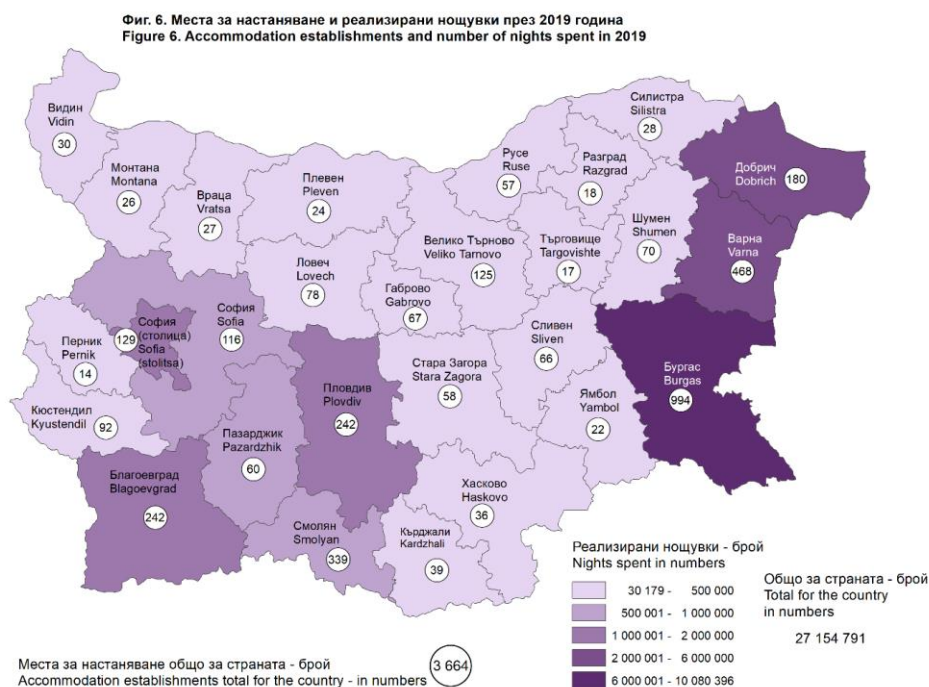 Фиг. 6. Места за настаняване и реализирани нощувки през 2019 година
Figure 6. Accommodation establishments and number of nights spent in 2019
Видин
Vidin
30
Монтана
Montana
26
Враца
Vratsa
27
Плевен
Pleven
24
Русе
Ruse
57
Разград
Razgrad
18
Силистра
Silistra
28
Добрич
Dobrich
180
Варна
Varna
468
Шумен
Shumen
70
Търговище
Targovishte
17
Велико Търново
Veliko Tarnovo
125
Габрово
Gabrovo
67
Ловеч
Lovech
78
София
Sofia
116
София
(столица)
Sofia
(stolitsa)
129
Перник
Pernik
14
Кюстендил
Kyustendil
92
Благоевград
Blagoevgrad
242
Пазарджик
Pazardzhik
60
Пловдив
Plovdiv
242
Смолян
Smolyan
339
Стара Загора
Stara Zagora
58
Сливен
Sliven
66
Ямбол
Yambol
22
Бургас
Burgas
994
Хасково
Haskovo
36
Кърджали
Kardzhali
39
Реализирани нощувки - брой
Nights spent in numbers
30 179 - 500 000
500 001 - 1 000 000
1 000 001 - 2 000 000
2 000 001 - 6 000 000
6 000 001 - 10 080 396
Общо за страната - брой
Total for the country
in numbers
27 154 791
Места за настаняване общо за страната - брой
Accommodation establishments total for the country - in numbers
3 664